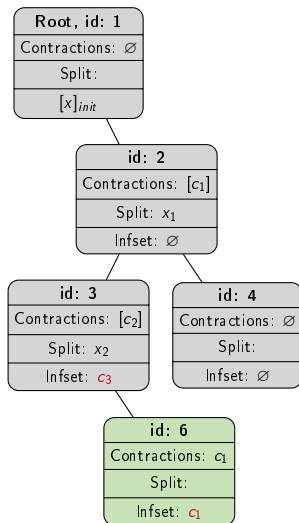 Root, id: 1
Contractions: ∅
Split:
[x]init
id: 2
Contractions: [c1]
Split: x1
Infset: ∅
id: 3
Contractions: [c2]
Split: x2
Infset: c3
id: 4
Contractions: ∅
Split:
Infset: ∅
id: 6
Contractions: c1
Split:
Infset: c1